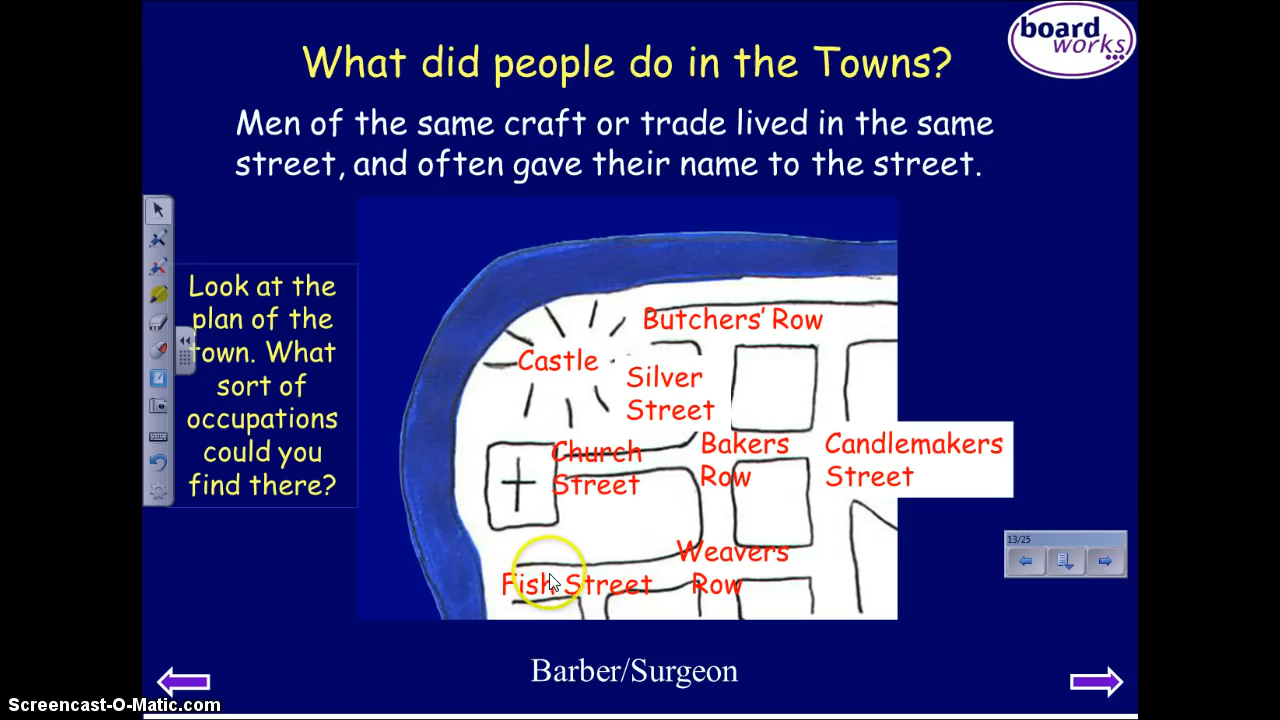 board
works
What did people do in the Towns?
Men of the same craft or trade lived in the same
street, and often gave their name to the street.
Look at the
plan of the
town. What
sort of
occupations
could you
find there?
Butchers' Row
Castle
Silver
Street
Church
Street
Bakers
Row
Candlemakers
Street
Weavers
Row
Fish Street
13/25
Barber/Surgeon
Screencast-O-Matic.com